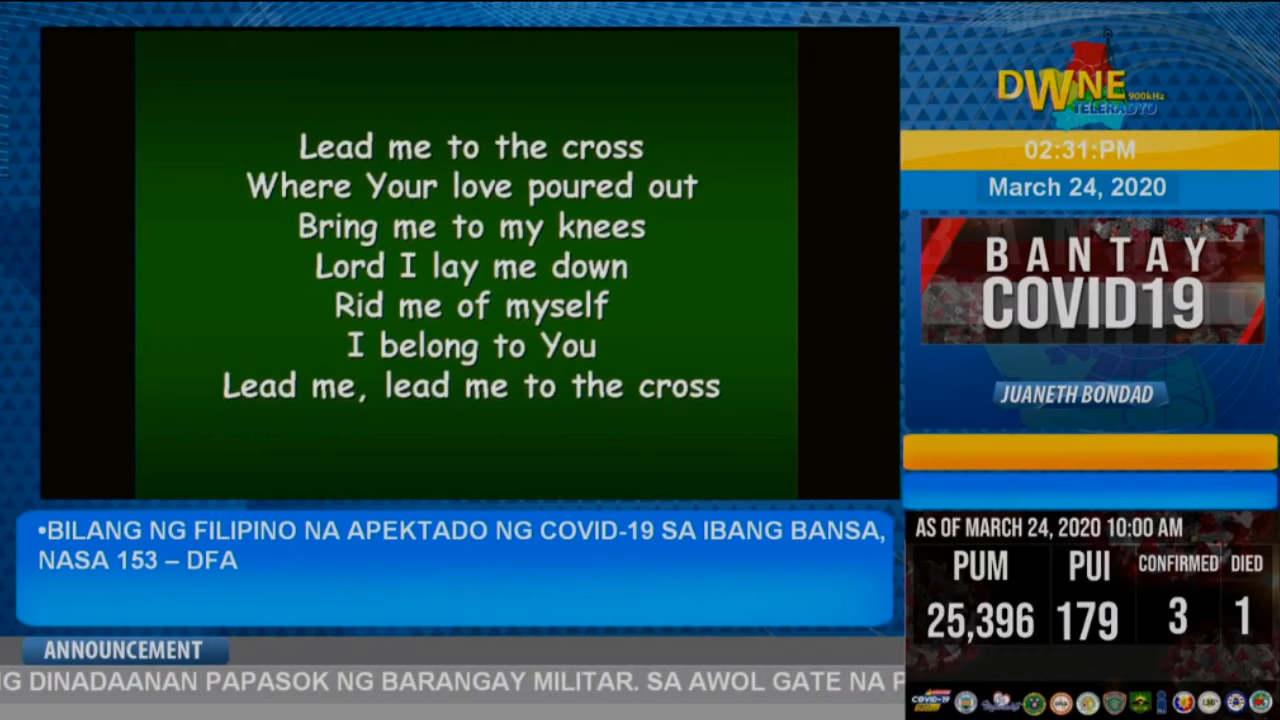 Lead me to the cross
Where Your love poured out
Bring me to my knees
Lord I lay me down
Rid me of myself
I belong to You
Lead me, lead me to the cross
DWNE 900kHz
TELERADYO
02:31:PM
March 24, 2020
BANTAY
COVID19
JUANETH BONDAD
•BILANG NG FILIPINO NA APEKTADO NG COVID-19 SA IBANG BANSA,
NASA 153 – DFA
AS OF MARCH 24, 2020 10:00 AM
PUM PUI CONFIRMED DIED
25,396 179 3 1
ANNOUNCEMENT
G DINADAANAN PAPASOK NG BARANGAY MILITAR. SA AWOL GATE NA P
COVID-19